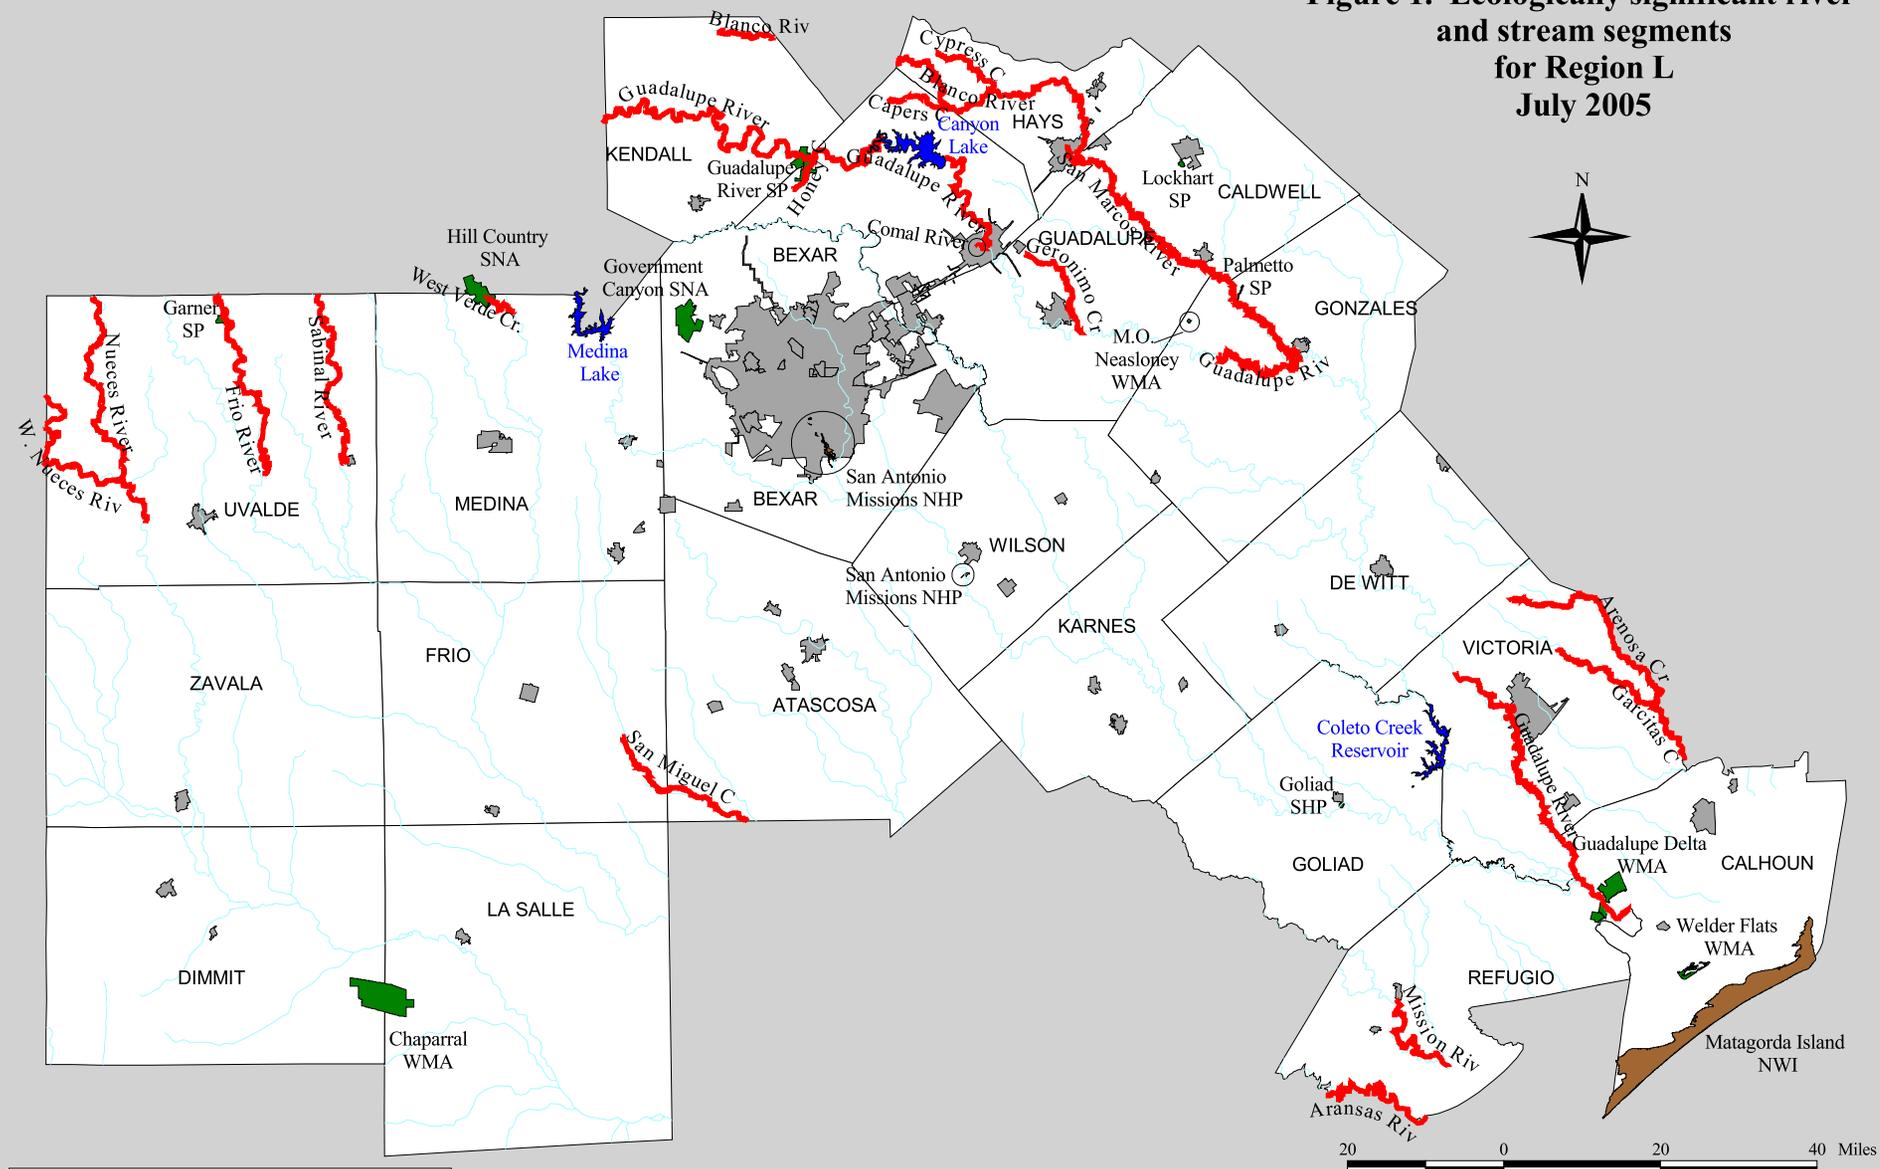 Figure 1. Ecologically significant river
and stream segments
for Region L
July 2005
Blanco Riv
Cypress C
Blanco River
Capers C
HAYS
Canyon
Lake
Guadalupe River
KENDALL
Guadalupe
River SP
Honey C
Guadalupe River
San Marcos River
Lockhart
SP
CALDWELL
N
Hill Country
SNA
West Verde Cr.
Government
Canyon SNA
BEXAR
Comal River
GUADALUPE
Geronimo Cr
Palmetto
SP
GONZALES
Garner
SP
Medina
Lake
M.O.
Neasloney
WMA
Guadalupe Riv
Nueces River
Frio River
Sabinal River
W. Nueces Riv
UVALDE
MEDINA
BEXAR
San Antonio
Missions NHP
WILSON
San Antonio
Missions NHP
DE WITT
KARNES
Arenosa Cr
VICTORIA
Garcitas C
FRIO
ZAVALA
ATASCOSA
San Miguel C
Coleto Creek
Reservoir
Guadalupe River
Goliad
SHP
GOLIAD
Guadalupe Delta
WMA
CALHOUN
LA SALLE
Welder Flats
WMA
DIMMIT
REFUGIO
Chaparral
WMA
Mission Riv
Matagorda Island
NWI
Aransas Riv
20 0 20 40 Miles